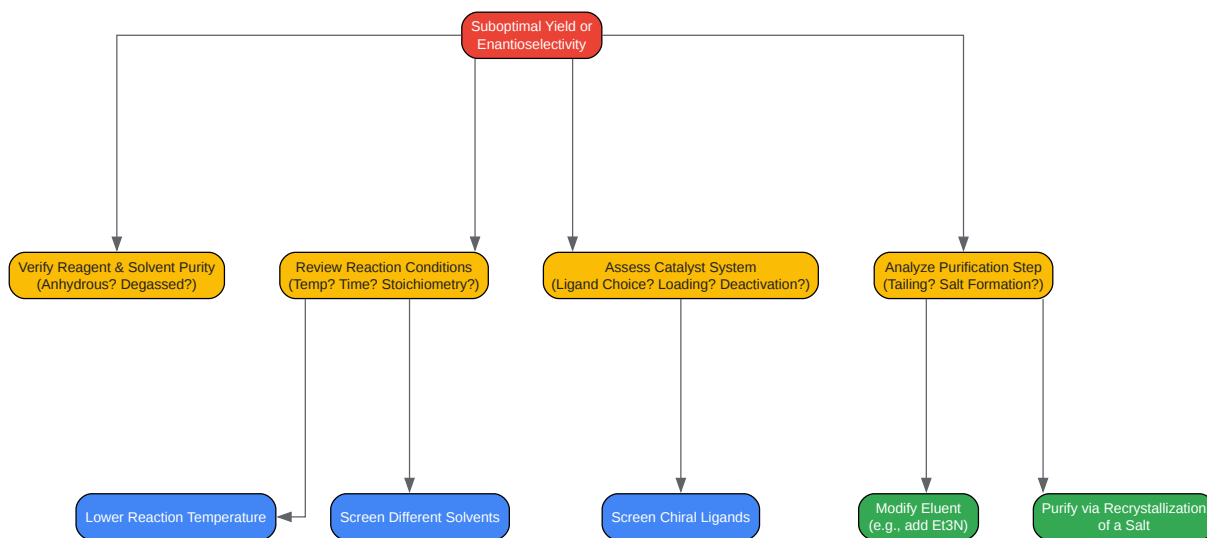 Suboptimal Yield or
Enantioselectivity
Verify Reagent & Solvent Purity
(Anhydrous? Degassed?)
Review Reaction Conditions
(Temp? Time? Stoichiometry?)
Assess Catalyst System
(Ligand Choice? Loading? Deactivation?)
Analyze Purification Step
(Tailing? Salt Formation?)
Lower Reaction Temperature
Screen Different Solvents
Screen Chiral Ligands
Modify Eluent
(e.g., add Et3N)
Purify via Recrystallization
of a Salt